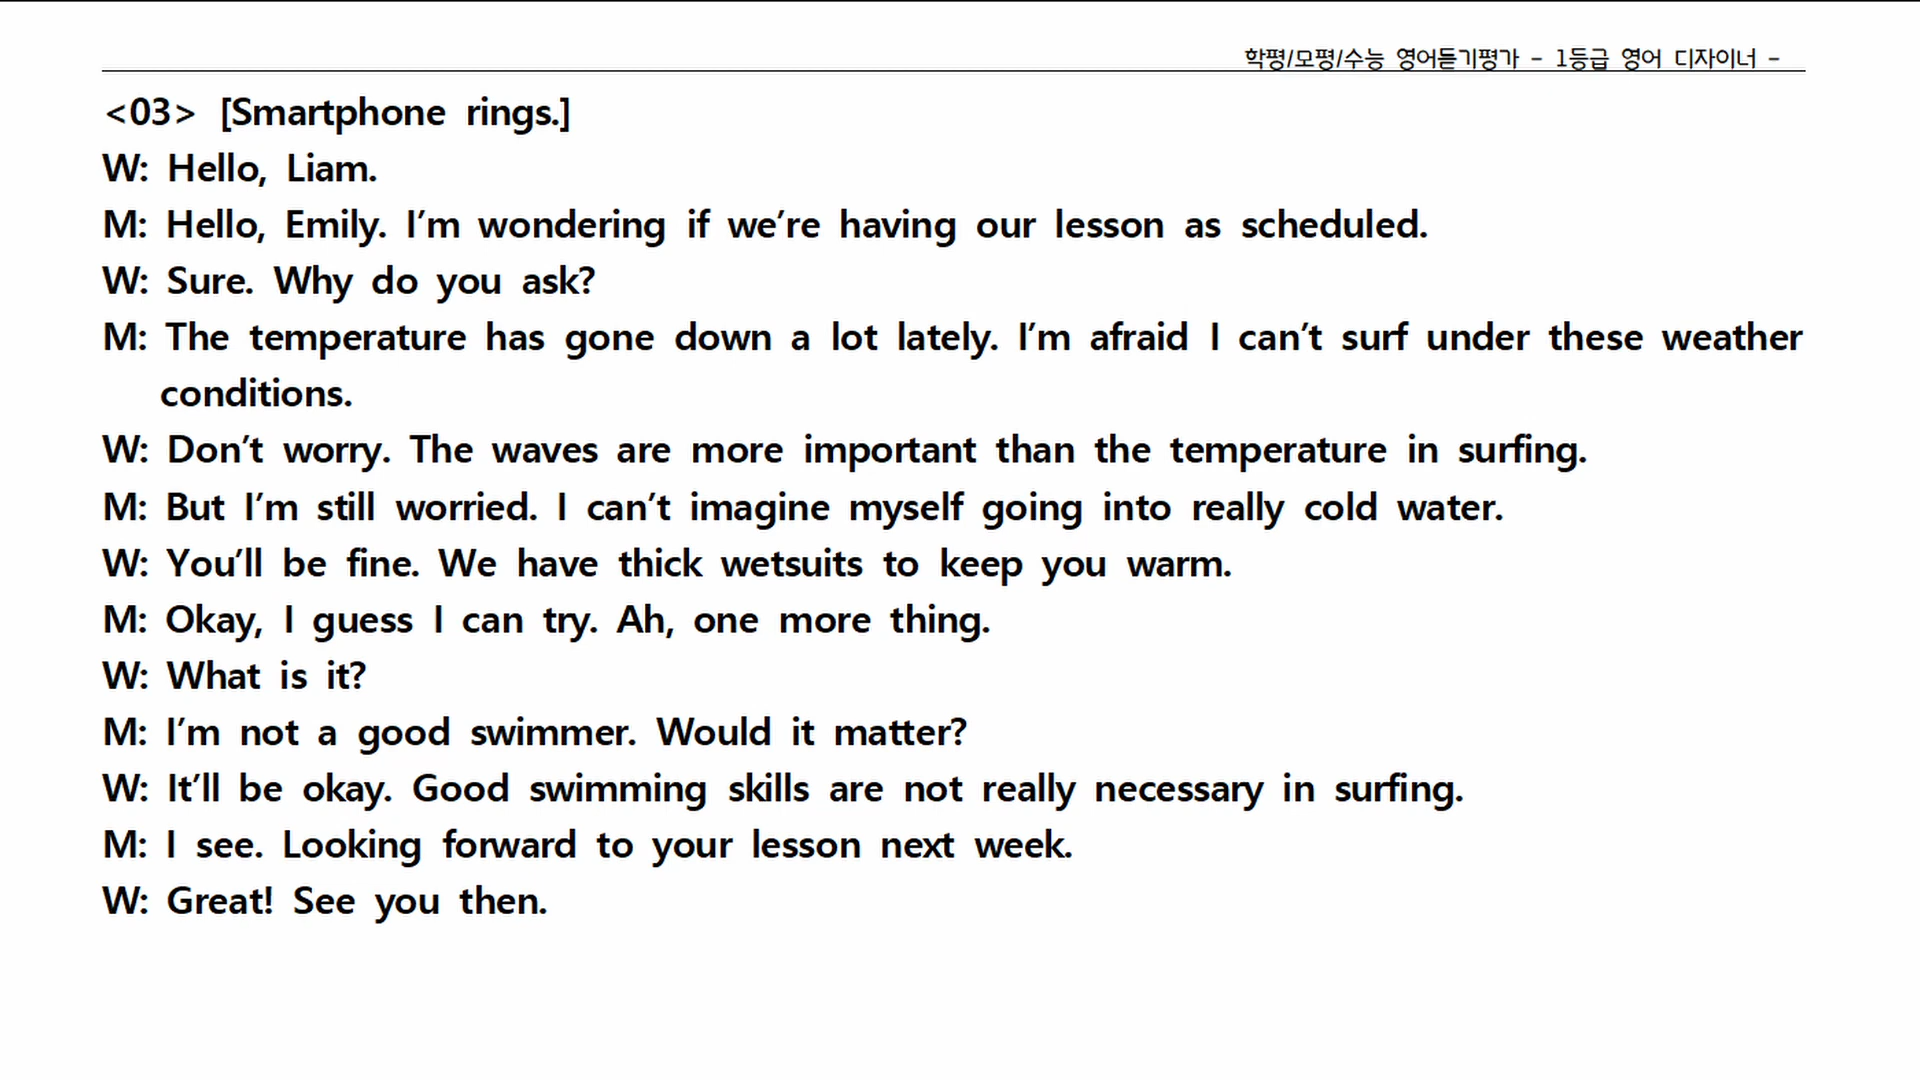 학평/모평/수능 영어듣기평가 - 1등급 영어 디자이너 -
<03> [Smartphone rings.]
W: Hello, Liam.
M: Hello, Emily. I’m wondering if we’re having our lesson as scheduled.
W: Sure. Why do you ask?
M: The temperature has gone down a lot lately. I’m afraid I can’t surf under these weather
conditions.
W: Don’t worry. The waves are more important than the temperature in surfing.
M: But I’m still worried. I can’t imagine myself going into really cold water.
W: You’ll be fine. We have thick wetsuits to keep you warm.
M: Okay, I guess I can try. Ah, one more thing.
W: What is it?
M: I’m not a good swimmer. Would it matter?
W: It’ll be okay. Good swimming skills are not really necessary in surfing.
M: I see. Looking forward to your lesson next week.
W: Great! See you then.